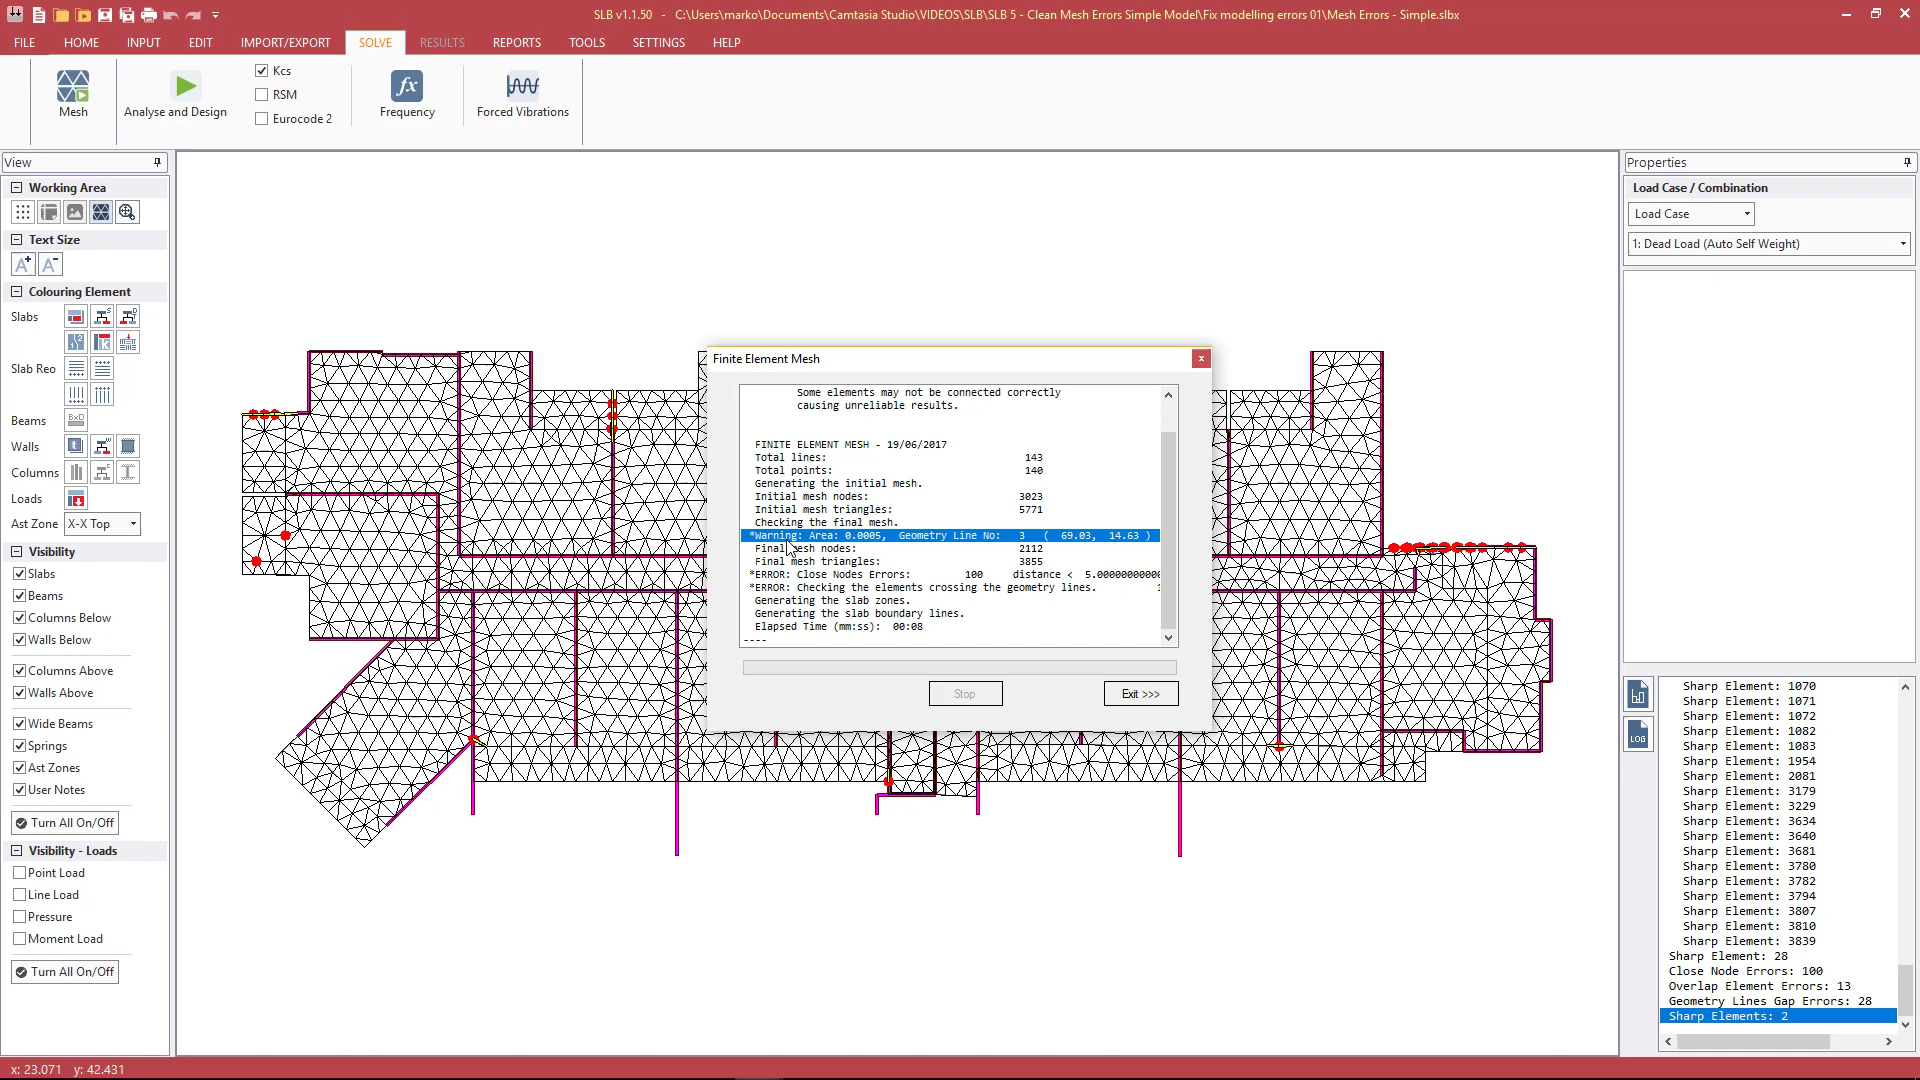 SLB v1.1.50 - C:\Users\marko\Documents\Camtasia Studio\VIDEOS\SLB\SLB 5 - Clean Mesh Errors Simple Model\Fix modelling errors 01\Mesh Errors - Simple.slbx
FILE HOME INPUT EDIT IMPORT/EXPORT SOLVE RESULTS REPORTS TOOLS SETTINGS HELP
Mesh
Analyse and Design
Kcs
RSM
Eurocode 2
fx
Frequency
Forced Vibrations
View
Working Area
Text Size
A+ A-
Colouring Element
Slabs
Slab Reo
Beams
BxD
Walls
Columns
Loads
Ast Zone X-X Top
Visibility
Slabs
Beams
Columns Below
Walls Below
Columns Above
Walls Above
Wide Beams
Springs
Ast Zones
User Notes
Turn All On/Off
Visibility - Loads
Point Load
Line Load
Pressure
Moment Load
Turn All On/Off
Finite Element Mesh
Some elements may not be connected correctly
causing unreliable results.
FINITE ELEMENT MESH - 19/06/2017
Total lines: 143
Total points: 140
Generating the initial mesh.
Initial mesh nodes: 3023
Initial mesh triangles: 5771
Checking the final mesh.
*Warning: Area: 0.0005, Geometry Line No: 3 ( 69.03, 14.63 )
Final mesh nodes: 2112
Final mesh triangles: 3855
*ERROR: Close Nodes Errors: 100 distance < 5.0000000000
*ERROR: Checking the elements crossing the geometry lines. 1
Generating the slab zones.
Generating the slab boundary lines.
Elapsed Time (mm:ss): 00:08
----
Stop
Exit >>>
Properties
Load Case / Combination
Load Case
1: Dead Load (Auto Self Weight)
LOG
Sharp Element: 1070
Sharp Element: 1071
Sharp Element: 1072
Sharp Element: 1082
Sharp Element: 1083
Sharp Element: 1954
Sharp Element: 2081
Sharp Element: 3179
Sharp Element: 3229
Sharp Element: 3634
Sharp Element: 3640
Sharp Element: 3681
Sharp Element: 3780
Sharp Element: 3782
Sharp Element: 3794
Sharp Element: 3807
Sharp Element: 3810
Sharp Element: 3839
Sharp Element: 28
Close Node Errors: 100
Overlap Element Errors: 13
Geometry Lines Gap Errors: 28
Sharp Elements: 2
x: 23.071 y: 42.431